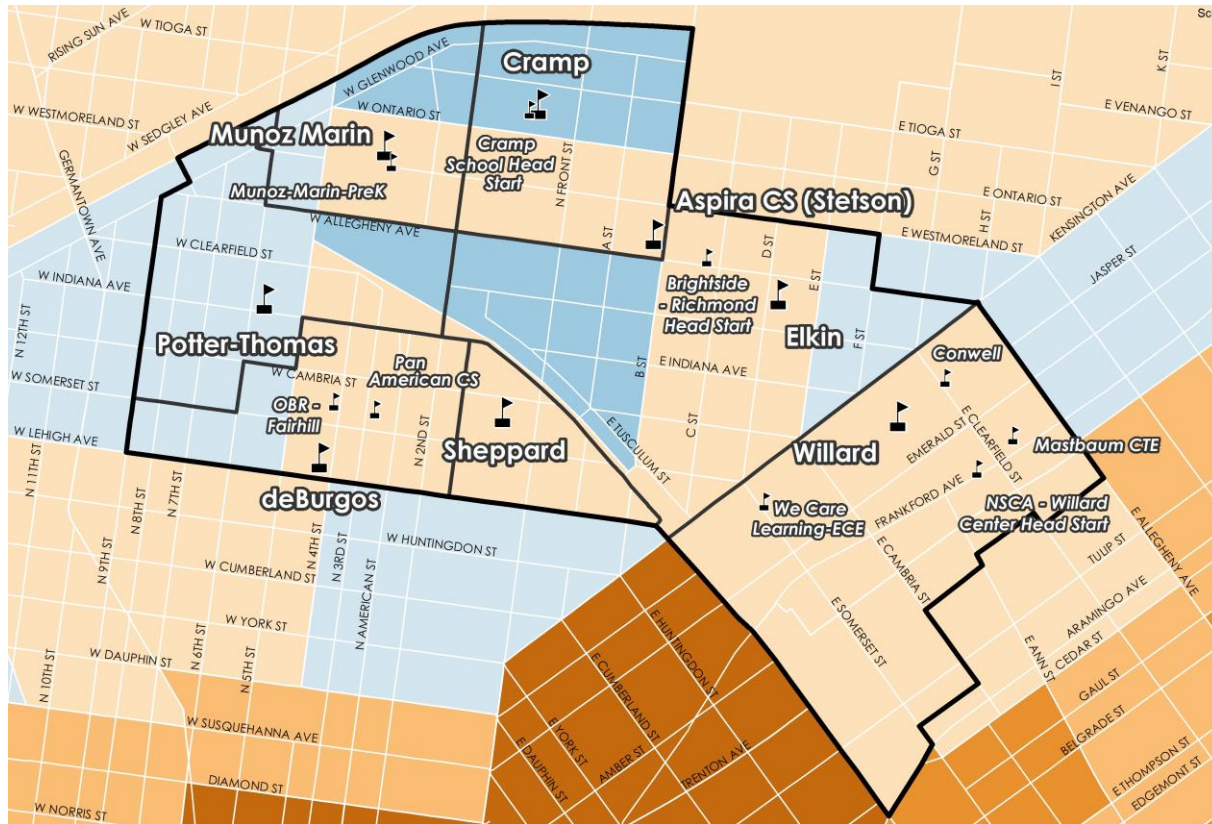 Sc
W TIOGA ST
RISING SUN AVE
W GLENWOOD AVE
Cramp
I ST
K ST
W SEDGLEY AVE
W ONTARIO ST
E VENANGO ST
W WESTMORELAND ST
Munoz Marin
Cramp
School Head
Start
E TIOGA ST
G ST
GERMANTOWN AVE
Munoz-Marin-PreK
N FRONT ST
E ONTARIO ST
KENSINGTON AVE
Aspira CS (Stetson)
W ALLEGHENY AVE
A ST
H ST
E WESTMORELAND ST
W CLEARFIELD ST
D ST
JASPER ST
W INDIANA AVE
Brightside
- Richmond
Head Start
E ST
N 12TH ST
Potter-Thomas
Elkin
F ST
Conwell
W SOMERSET ST
W CAMBRIA ST
Pan
American CS
B ST
E INDIANA AVE
OBR -
Fairhill
E CLEARFIELD ST
EMERALD ST
W LEHIGH AVE
N 2ND ST
Sheppard
E TUSCULUM ST
C ST
Willard
Mastbaum CTE
N 11TH ST
N 7TH ST
N 8TH ST
deBurgos
FRANKFORD AVE
We Care
Learning-ECE
NSCA - Willard
Center Head Start
N 9TH ST
N 4TH ST
N 3RD ST
W HUNTINGDON ST
E CAMBRIA ST
TULIP ST
E ALLEGHENY AVE
W CUMBERLAND ST
N AMERICAN ST
E SOMERSET ST
ARAMINGO AVE
W YORK ST
E HUNTINGDON ST
E ANN ST
CEDAR ST
W DAUPHIN ST
N 6TH ST
N 5TH ST
N 10TH ST
E CUMBERLAND ST
GAUL ST
BELGRADE ST
W SUSQUEHANNA AVE
E YORK ST
E DAUPHIN ST
AMBER ST
TRENTON AVE
E THOMPSON ST
EDGEMONT ST
DIAMOND ST
W NORRIS ST